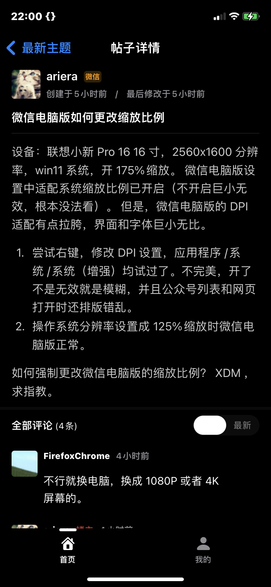 22:00 {}
最新主题
帖子详情
ariera 微信
创建于5小时前 / 最后修改于5小时前
微信电脑版如何更改缩放比例
设备：联想小新 Pro 16 16 寸，2560x1600 分辨
率，win11 系统，开 175%缩放。 微信电脑版设
置中适配系统缩放比例已开启（不开启巨小无
效，根本没法看）。 但是，微信电脑版的 DPI
适配有点拉胯，界面和字体巨小无比。
1. 尝试右键，修改 DPI 设置，应用程序 /系
统 /系统（增强）均试过了。不完美，开了
不是无效就是模糊，并且公众号列表和网页
打开时还排版错乱。
2. 操作系统分辨率设置成 125%缩放时微信电
脑版正常。
如何强制更改微信电脑版的缩放比例？ XDM ，
求指教。
全部评论 (4条)
最新
FirefoxChrome 4小时前
不行就换电脑，换成 1080P 或者 4K
屏幕的。
首页
我的